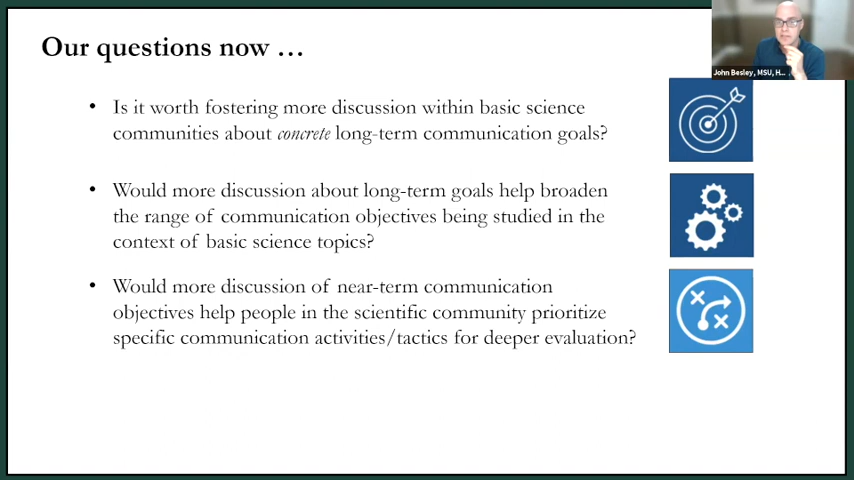 Our questions now …
John Besley, MSU, H...
• Is it worth fostering more discussion within basic science
communities about concrete long-term communication goals?
• Would more discussion about long-term goals help broaden
the range of communication objectives being studied in the
context of basic science topics?
• Would more discussion of near-term communication
objectives help people in the scientific community prioritize
specific communication activities/tactics for deeper evaluation?